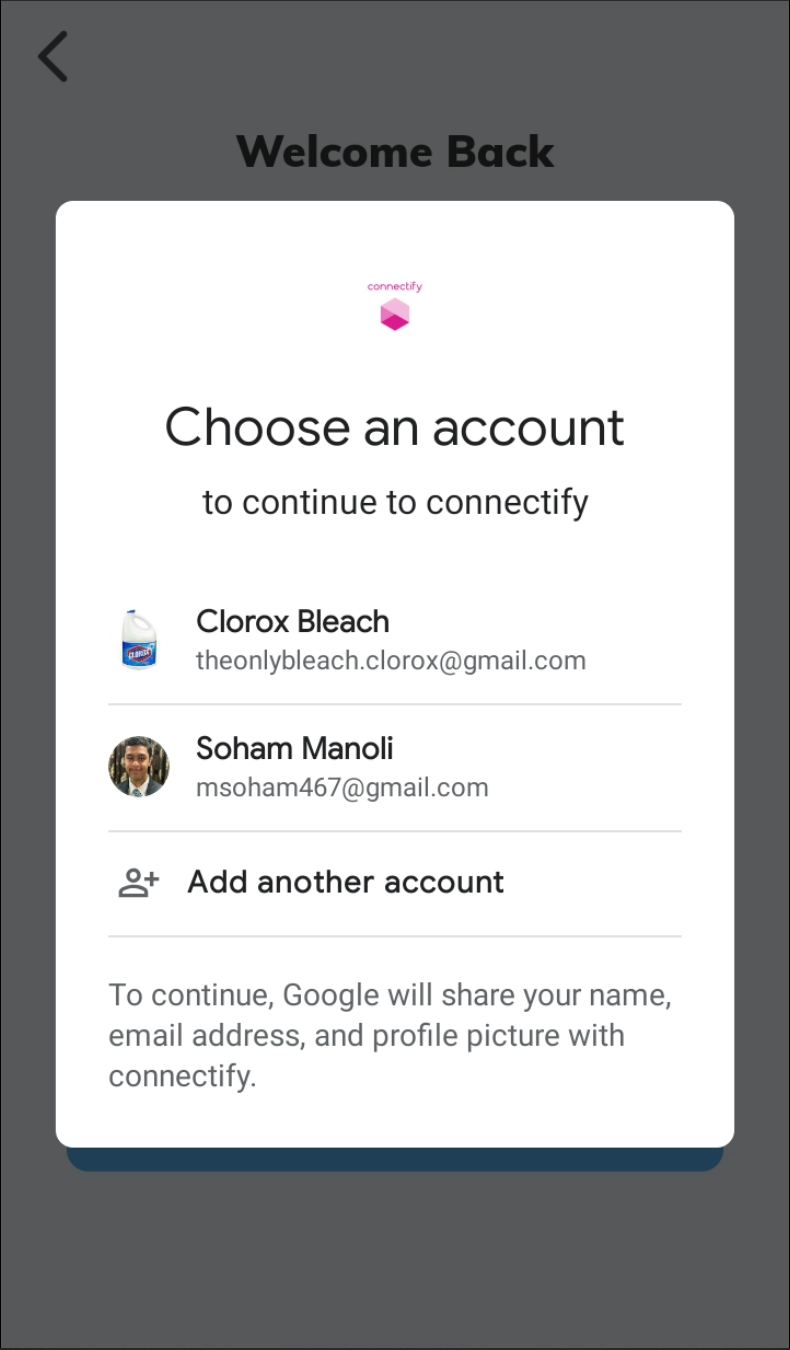 Welcome Back
connectify
Choose an account
to continue to connectify
Clorox Bleach
CLOROX
theonlybleach.clorox@gmail.com
Soham Manoli
msoham467@gmail.com
Add another account
To continue, Google will share your name,
email address, and profile picture with
connectify.